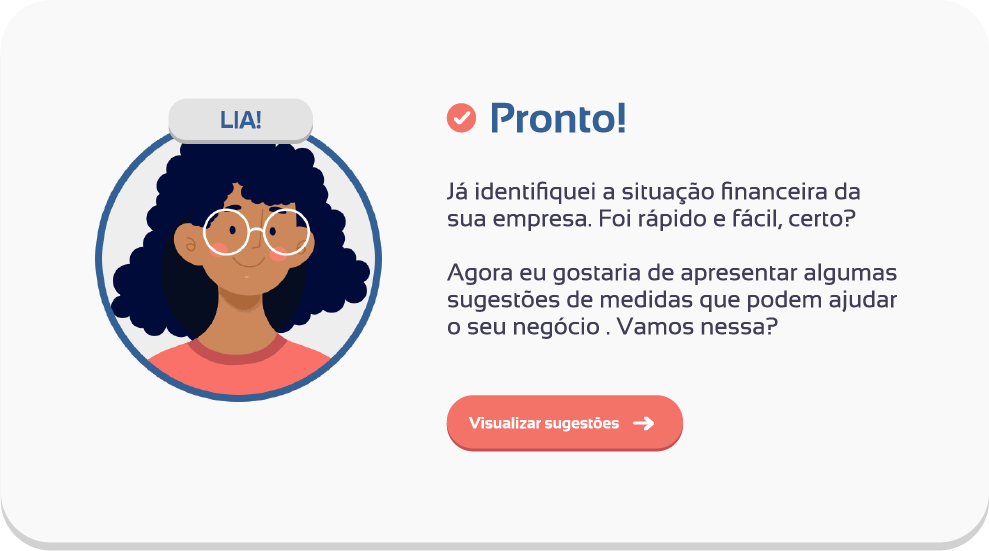 LIA!
Pronto!
Já identifiquei a situação financeira da
sua empresa. Foi rápido e fácil, certo?
Agora eu gostaria de apresentar algumas
sugestões de medidas que podem ajudar
o seu negócio . Vamos nessa?
Visualizar sugestões